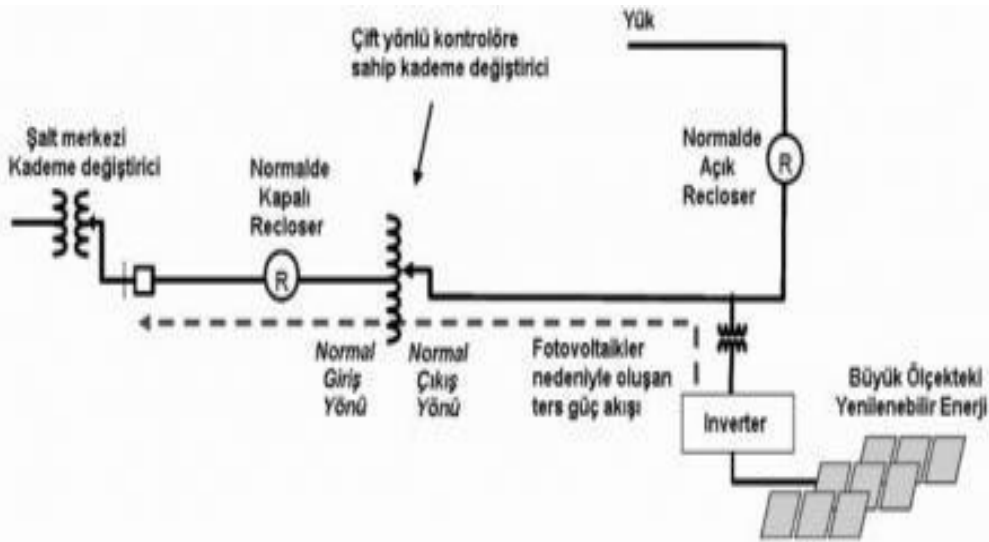 Yük
Çift yönlü kontrolöre
sahip kademe değiştirici
Şalt merkezi
Kademe değiştirici
Normalde
Kapalı
Recloser
R
Normalde
Açık
Recloser
R
Normal
Giriş
Yönü
Normal
Çıkış
Yönü
Fotovoltaikler
nedeniyle oluşan
ters güç akışı
Inverter
Büyük Ölçekteki
Yenilenebilir Enerji